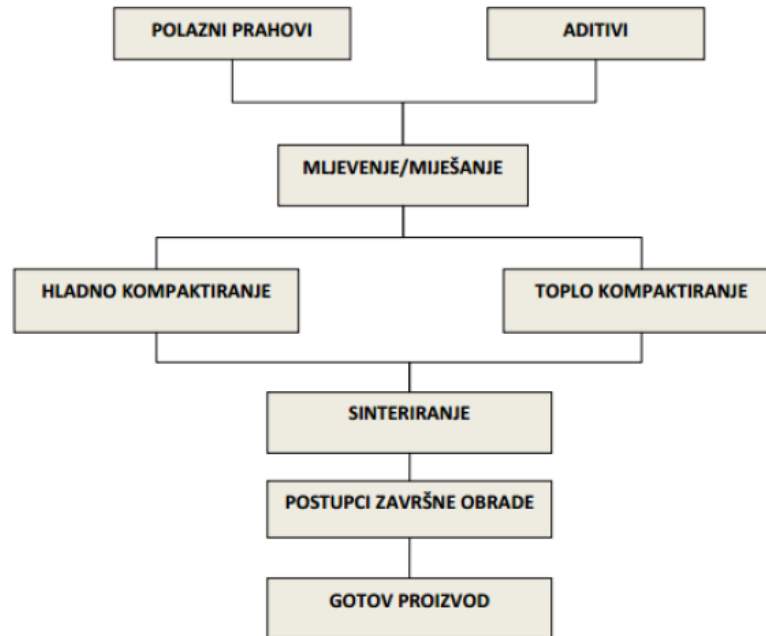 POLAZNI PRAHOVI
ADITIVI
MLJEVENJE/MIJEŠANJE
HLADNO KOMPAKTIRANJE
TOPLO KOMPAKTIRANJE
SINTERIRANJE
POSTUPCI ZAVRŠNE OBRADE
GOTOV PROIZVOD